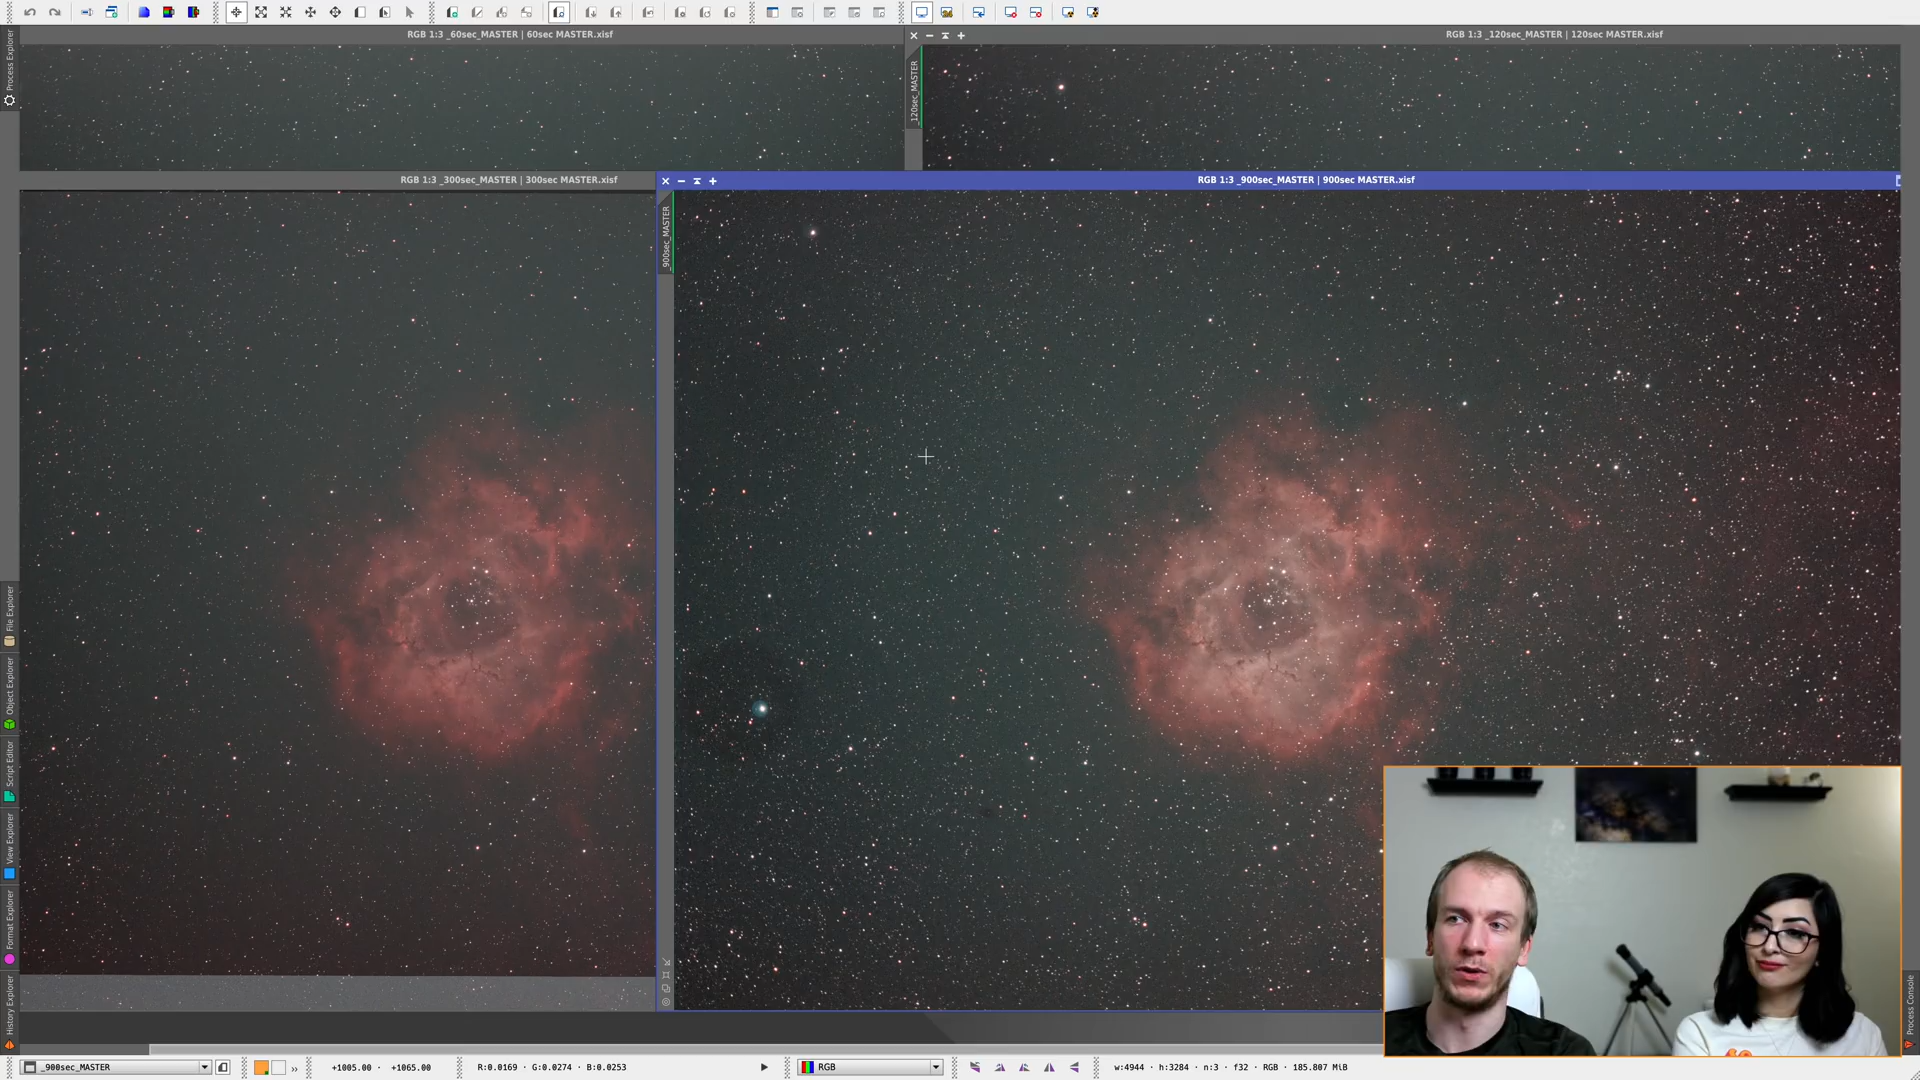 RGB 1:3 _60sec_MASTER | 60sec MASTER.xisf
RGB 1:3 _120sec_MASTER | 120sec MASTER.xisf
Process Explorer
120sec_MASTER
RGB 1:3 _300sec_MASTER | 300sec MASTER.xisf
RGB 1:3 _900sec_MASTER | 900sec MASTER.xisf
_900sec_MASTER
File Explorer
Object Explorer
Script Editor
View Explorer
Format Explorer
History Explorer
Process Console
_900sec_MASTER
+1005.00 · +1065.00
R:0.0169 · G:0.0274 · B:0.0253
RGB
w:4944 · h:3284 · n:3 · f32 · RGB · 185.807 MiB